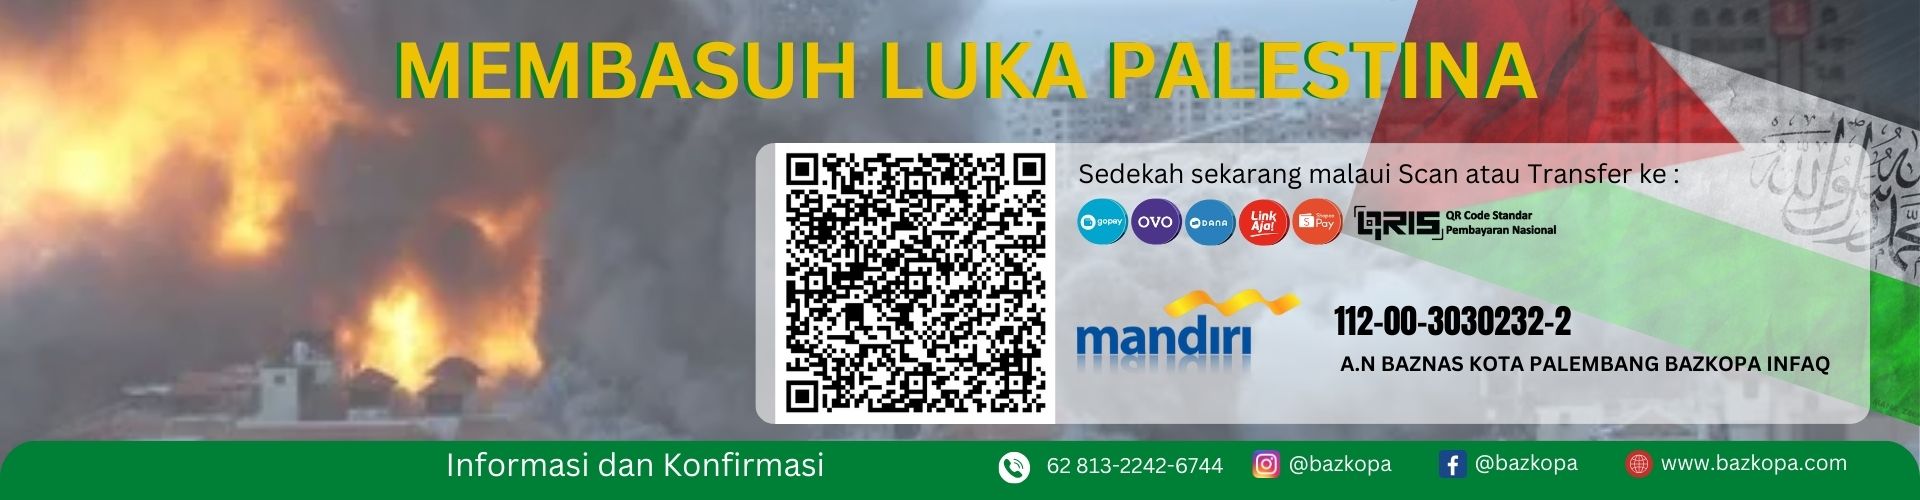 MEMBASUH LUKA PALESTINA
Sedekah sekarang malaui Scan atau Transfer ke :
gopay OVO DANA Link Aja! Shopee Pay QRIS QR Code Standar
Pembayaran Nasional
mandiri
112-00-3030232-2
A.N BAZNAS KOTA PALEMBANG BAZKOPA INFAQ
Informasi dan Konfirmasi 62 813-2242-6744 @bazkopa @bazkopa www.bazkopa.com